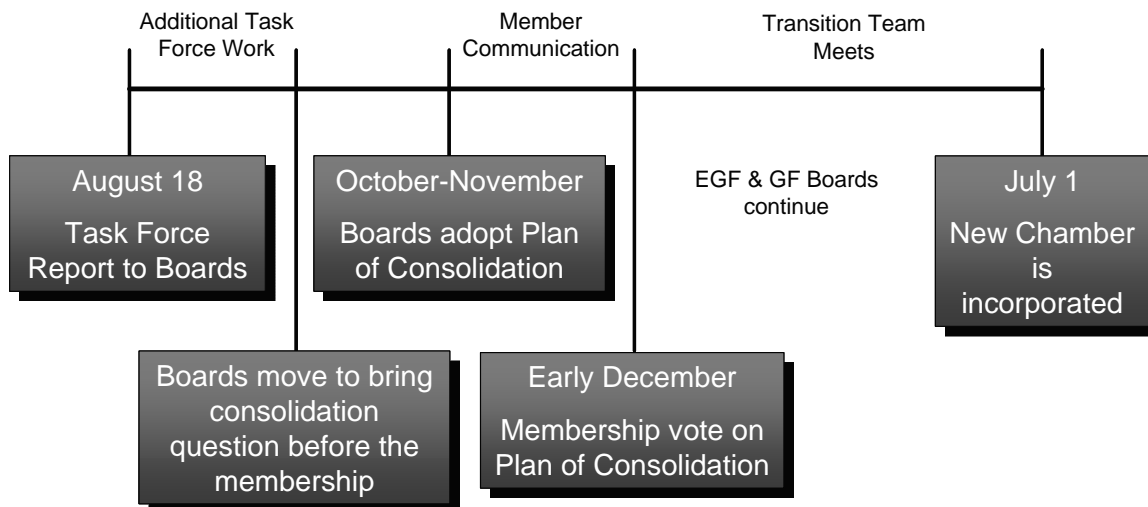 Additional Task
Force Work
Member
Communication
Transition Team
Meets
August 18
Task Force
Report to Boards
October-November
Boards adopt Plan
of Consolidation
EGF & GF Boards
continue
July 1
New Chamber
is
incorporated
Boards move to bring
consolidation
question before the
membership
Early December
Membership vote on
Plan of Consolidation